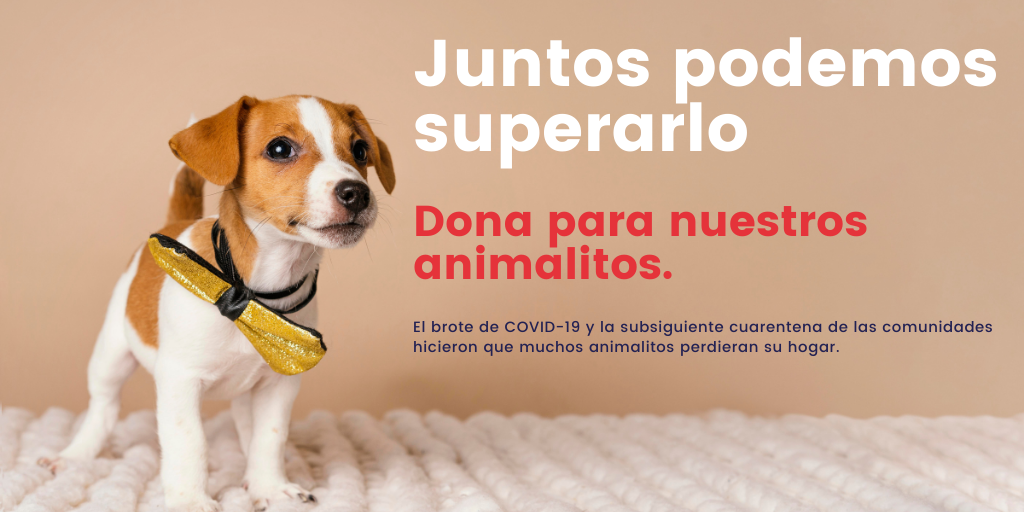 Juntos podemos
superarlo
Dona para nuestros
animalitos.
El brote de COVID-19 y la subsiguiente cuarentena de las comunidades
hicieron que muchos animalitos perdieran su hogar.